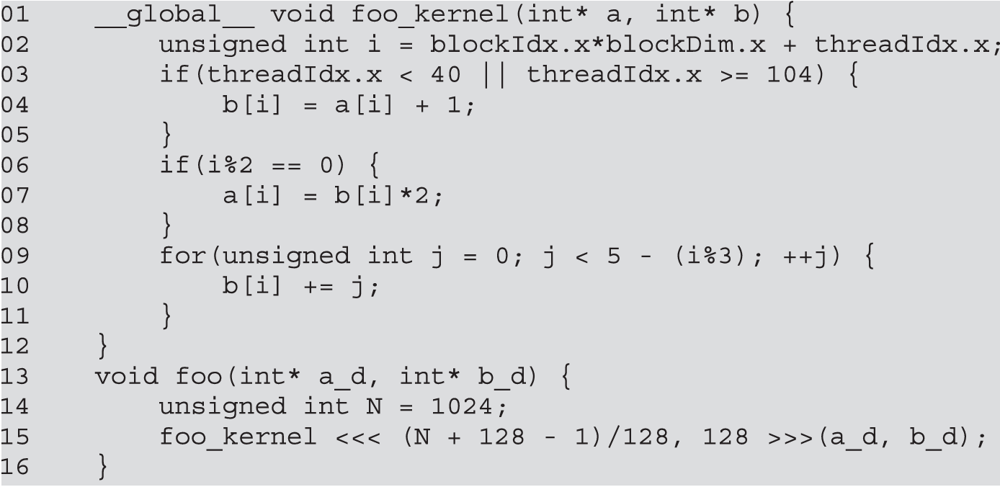 01 __global__ void foo_kernel(int* a, int* b) {
02 unsigned int i = blockIdx.x*blockDim.x + threadIdx.x;
03 if(threadIdx.x < 40 || threadIdx.x >= 104) {
04 b[i] = a[i] + 1;
05 }
06 if(i%2 == 0) {
07 a[i] = b[i]*2;
08 }
09 for(unsigned int j = 0; j < 5 - (i%3); ++j) {
10 b[i] += j;
11 }
12 }
13 void foo(int* a_d, int* b_d) {
14 unsigned int N = 1024;
15 foo_kernel <<< (N + 128 - 1)/128, 128 >>>(a_d, b_d);
16 }